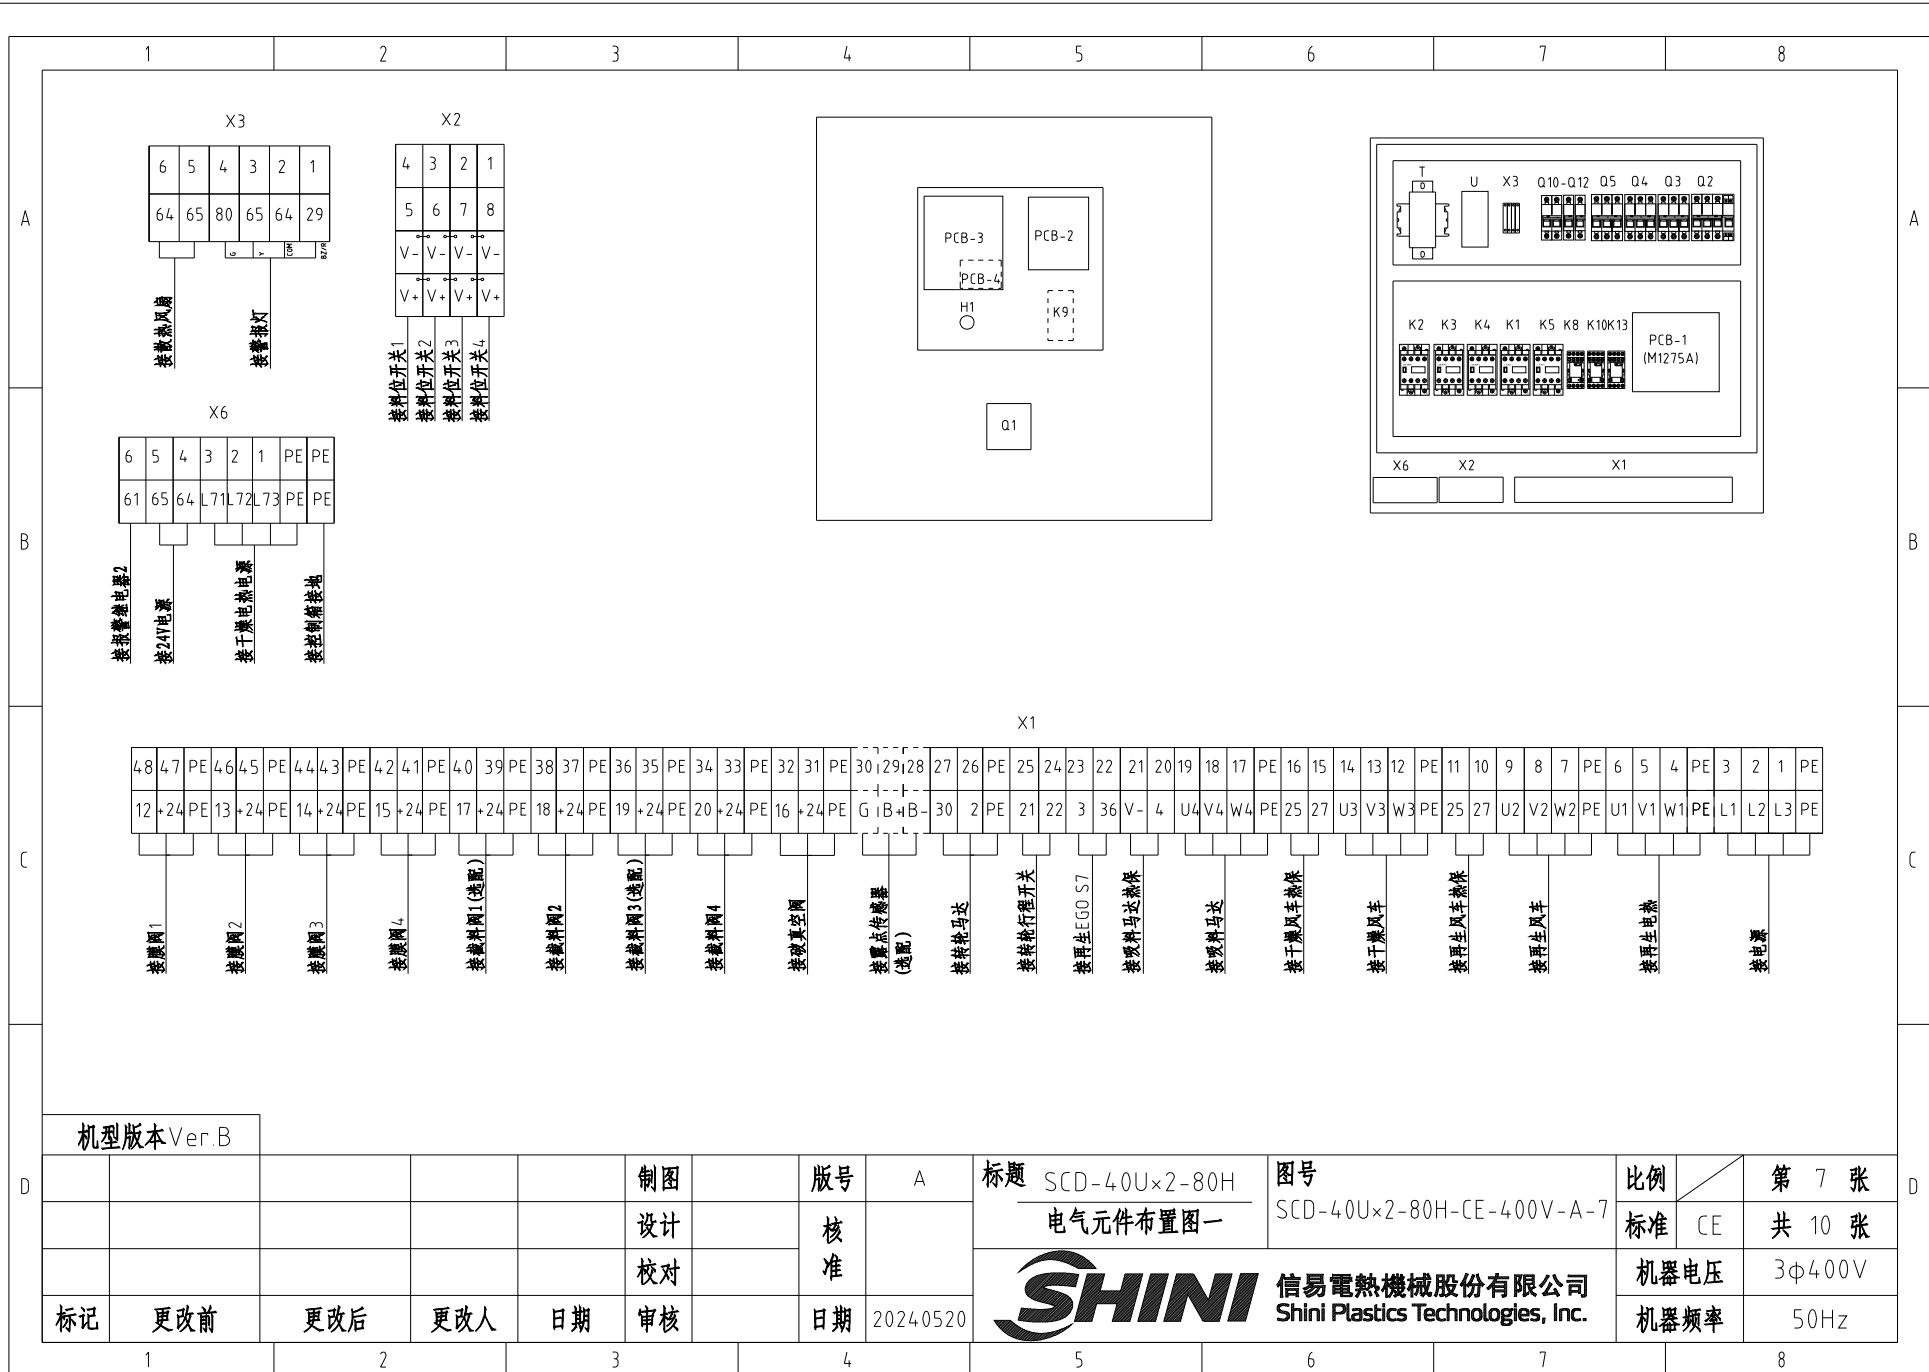 1 2 3 4 5 6 7 8
A A
B B
C C
D D
X3
6 5 4 3 2 1
64 65 80 65 64 29
G Y COM BZ/R
接散热风扇
接警报灯
X2
4 3 2 1
5 6 7 8
V- V- V- V-
V+ V+ V+ V+
接料位开关1
接料位开关2
接料位开关3
接料位开关4
PCB-3
PCB-2
PCB-4
H1
K9
Q1
T U X3 Q10-Q12 Q5 Q4 Q3 Q2
K2 K3 K4 K1 K5 K8 K10 K13
PCB-1
(M1275A)
X6 X2 X1
X6
6 5 4 3 2 1 PE PE
61 65 64 L71 L72 L73 PE PE
接报警继电器2
接24V电源
接干燥电热电源
接控制箱接地
X1
48 47 PE 46 45 PE 44 43 PE 42 41 PE 40 39 PE 38 37 PE 36 35 PE 34 33 PE 32 31 PE 30 29 28 27 26 PE 25 24 23 22 21 20 19 18 17 PE 16 15 14 13 12 PE 11 10 9 8 7 PE 6 5 4 PE 3 2 1 PE
12 +24 PE 13 +24 PE 14 +24 PE 15 +24 PE 17 +24 PE 18 +24 PE 19 +24 PE 20 +24 PE 16 +24 PE G B+ B- 30 2 PE 21 22 3 36 V- 4 U4 V4 W4 PE 25 27 U3 V3 W3 PE 25 27 U2 V2 W2 PE U1 V1 W1 PE L1 L2 L3 PE
接膜阀1
接膜阀2
接膜阀3
接膜阀4
接截料阀1(选配)
接截料阀2
接截料阀3(选配)
接截料阀4
接破真空阀
接露点传感器
(选配)
接转轮马达
接转轮行程开关
接再生EGO S7
接吸料马达热保
接吸料马达
接干燥风车热保
接干燥风车
接再生风车热保
接再生风车
接再生电热
接电源
机型版本Ver.B
制图
设计
校对
标记 更改前 更改后 更改人 日期 审核
版号 A
核
准
日期 20240520
标题 SCD-40U×2-80H
电气元件布置图一
图号
SCD-40U×2-80H-CE-400V-A-7
比例 第 7 张
标准 CE 共 10 张
机器电压 3φ400V
机器频率 50Hz
SHINI
信易電熱機械股份有限公司
Shini Plastics Technologies, Inc.
1 2 3 4 5 6 7 8